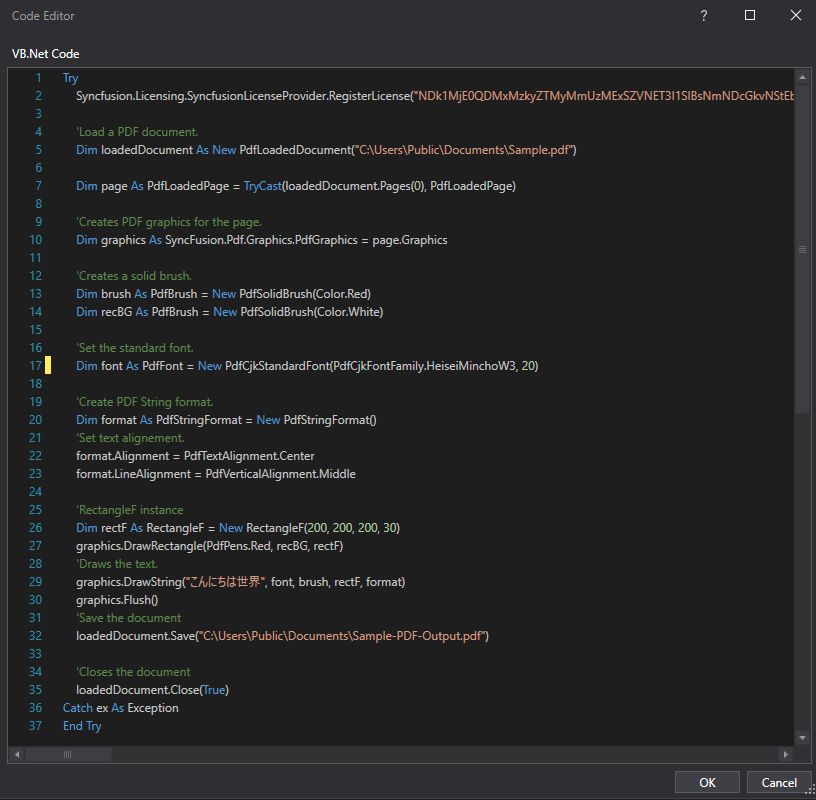 Code Editor
VB.Net Code
1 Try
2 Syncfusion.Licensing.SyncfusionLicenseProvider.RegisterLicense("NDk1MjE0QDMxMzkyZTMyMmUzMExSZVNET3I1SlBsNmNDcGkvNStEb
3
4 'Load a PDF document.
5 Dim loadedDocument As New PdfLoadedDocument("C:\Users\Public\Documents\Sample.pdf")
6
7 Dim page As PdfLoadedPage = TryCast(loadedDocument.Pages(0), PdfLoadedPage)
8
9 'Creates PDF graphics for the page.
10 Dim graphics As SyncFusion.Pdf.Graphics.PdfGraphics = page.Graphics
11
12 'Creates a solid brush.
13 Dim brush As PdfBrush = New PdfSolidBrush(Color.Red)
14 Dim recBG As PdfBrush = New PdfSolidBrush(Color.White)
15
16 'Set the standard font.
17 Dim font As PdfFont = New PdfCjkStandardFont(PdfCjkFontFamily.HeiseiMinchoW3, 20)
18
19 'Create PDF String format.
20 Dim format As PdfStringFormat = New PdfStringFormat()
21 'Set text alignement.
22 format.Alignment = PdfTextAlignment.Center
23 format.LineAlignment = PdfVerticalAlignment.Middle
24
25 'RectangleF instance
26 Dim rectF As RectangleF = New RectangleF(200, 200, 200, 30)
27 graphics.DrawRectangle(PdfPens.Red, recBG, rectF)
28 'Draws the text.
29 graphics.DrawString("こんにちは世界", font, brush, rectF, format)
30 graphics.Flush()
31 'Save the document
32 loadedDocument.Save("C:\Users\Public\Documents\Sample-PDF-Output.pdf")
33
34 'Closes the document
35 loadedDocument.Close(True)
36 Catch ex As Exception
37 End Try
OK Cancel